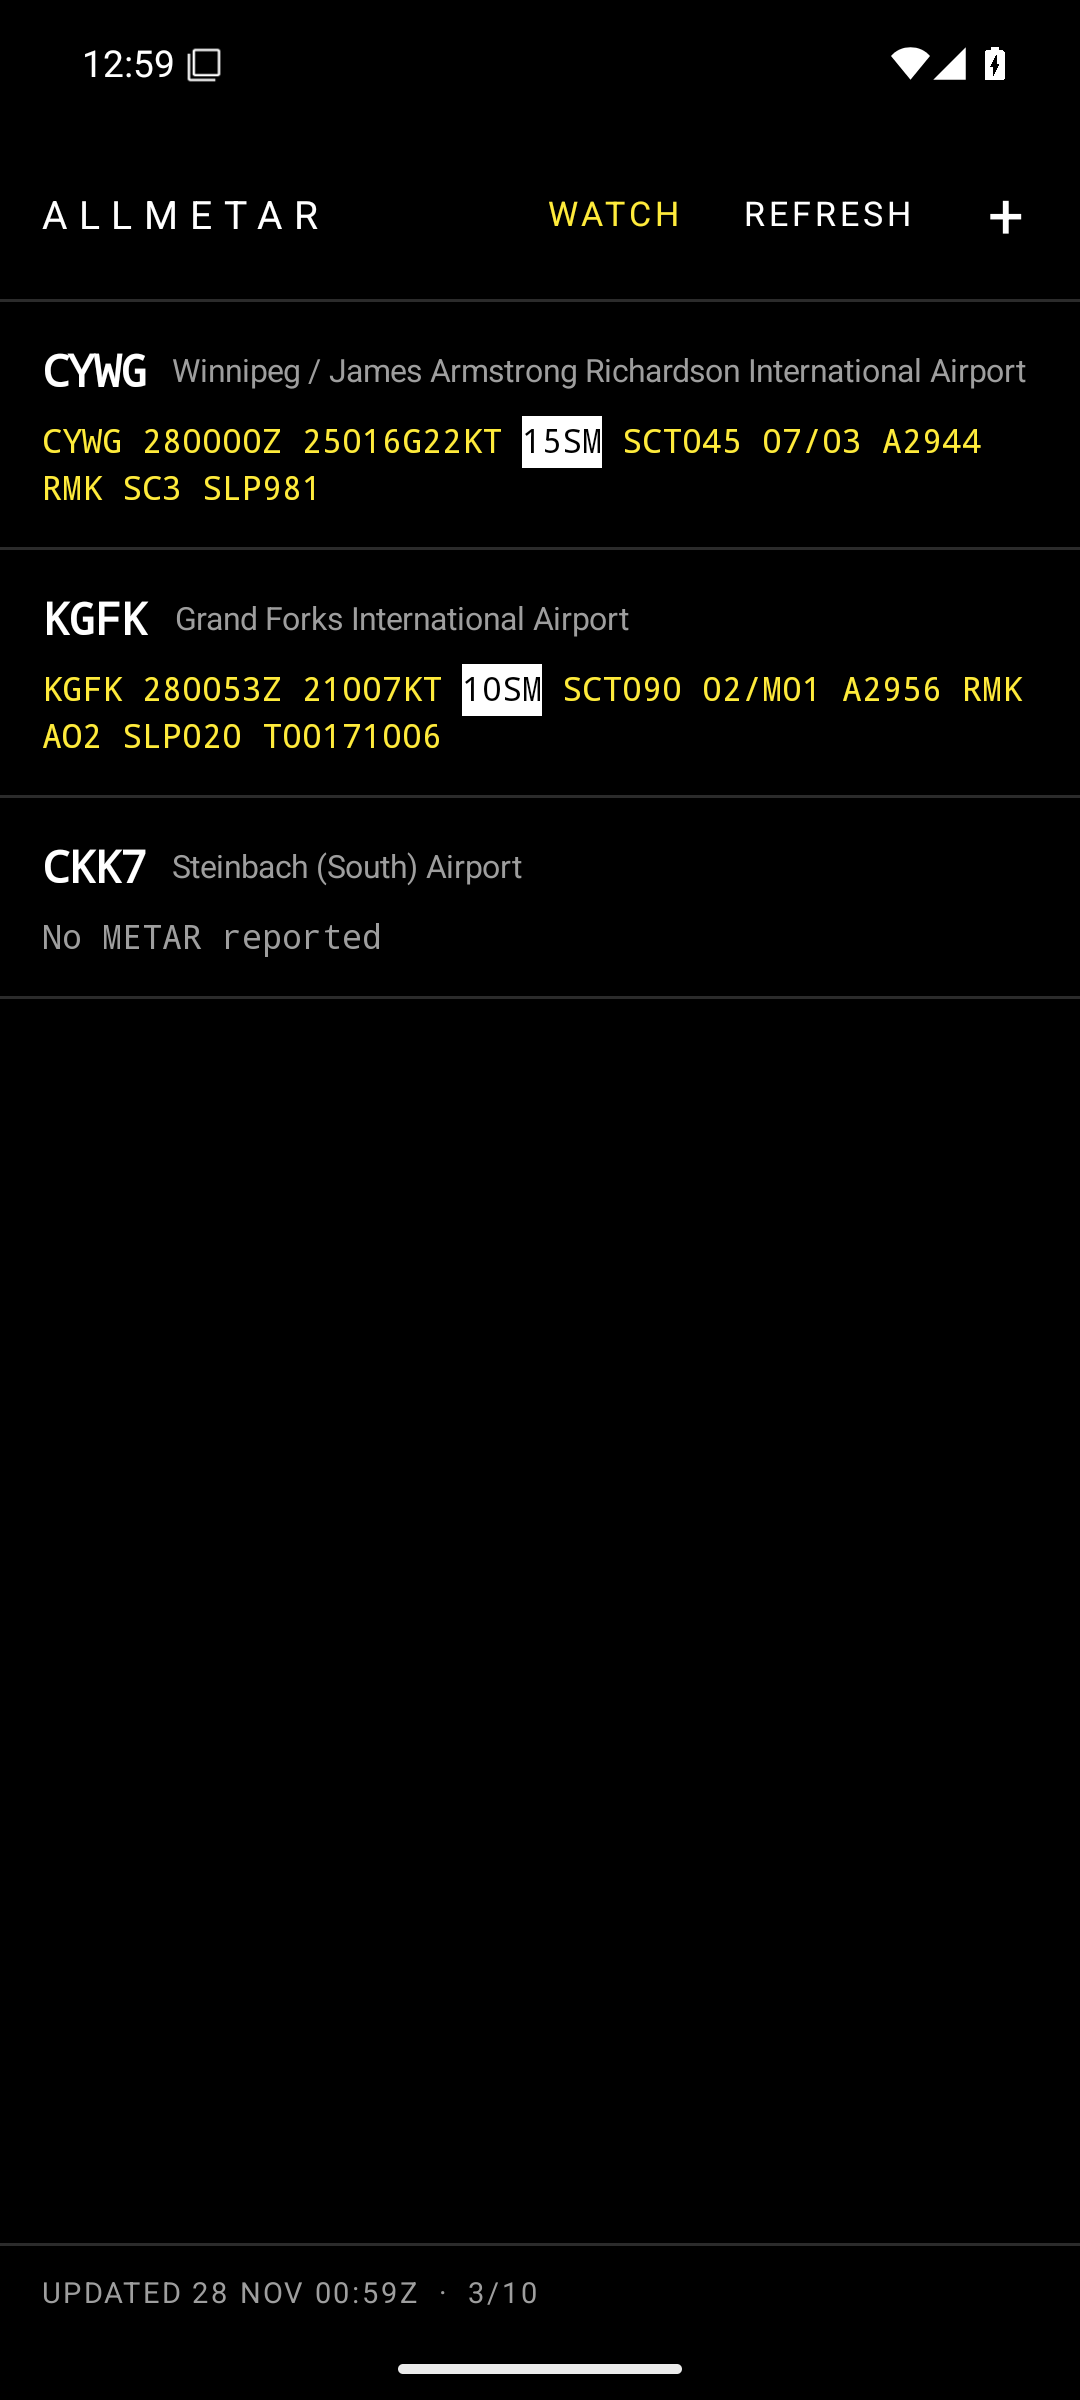 12:59
ALLMETAR WATCH REFRESH +
CYWG Winnipeg / James Armstrong Richardson International Airport
CYWG 280000Z 25016G22KT 15SM SCT045 07/03 A2944
RMK SC3 SLP981
KGFK Grand Forks International Airport
KGFK 280053Z 21007KT 10SM SCT090 02/M01 A2956 RMK
AO2 SLP020 T00171006
CKK7 Steinbach (South) Airport
No METAR reported
UPDATED 28 NOV 00:59Z · 3/10